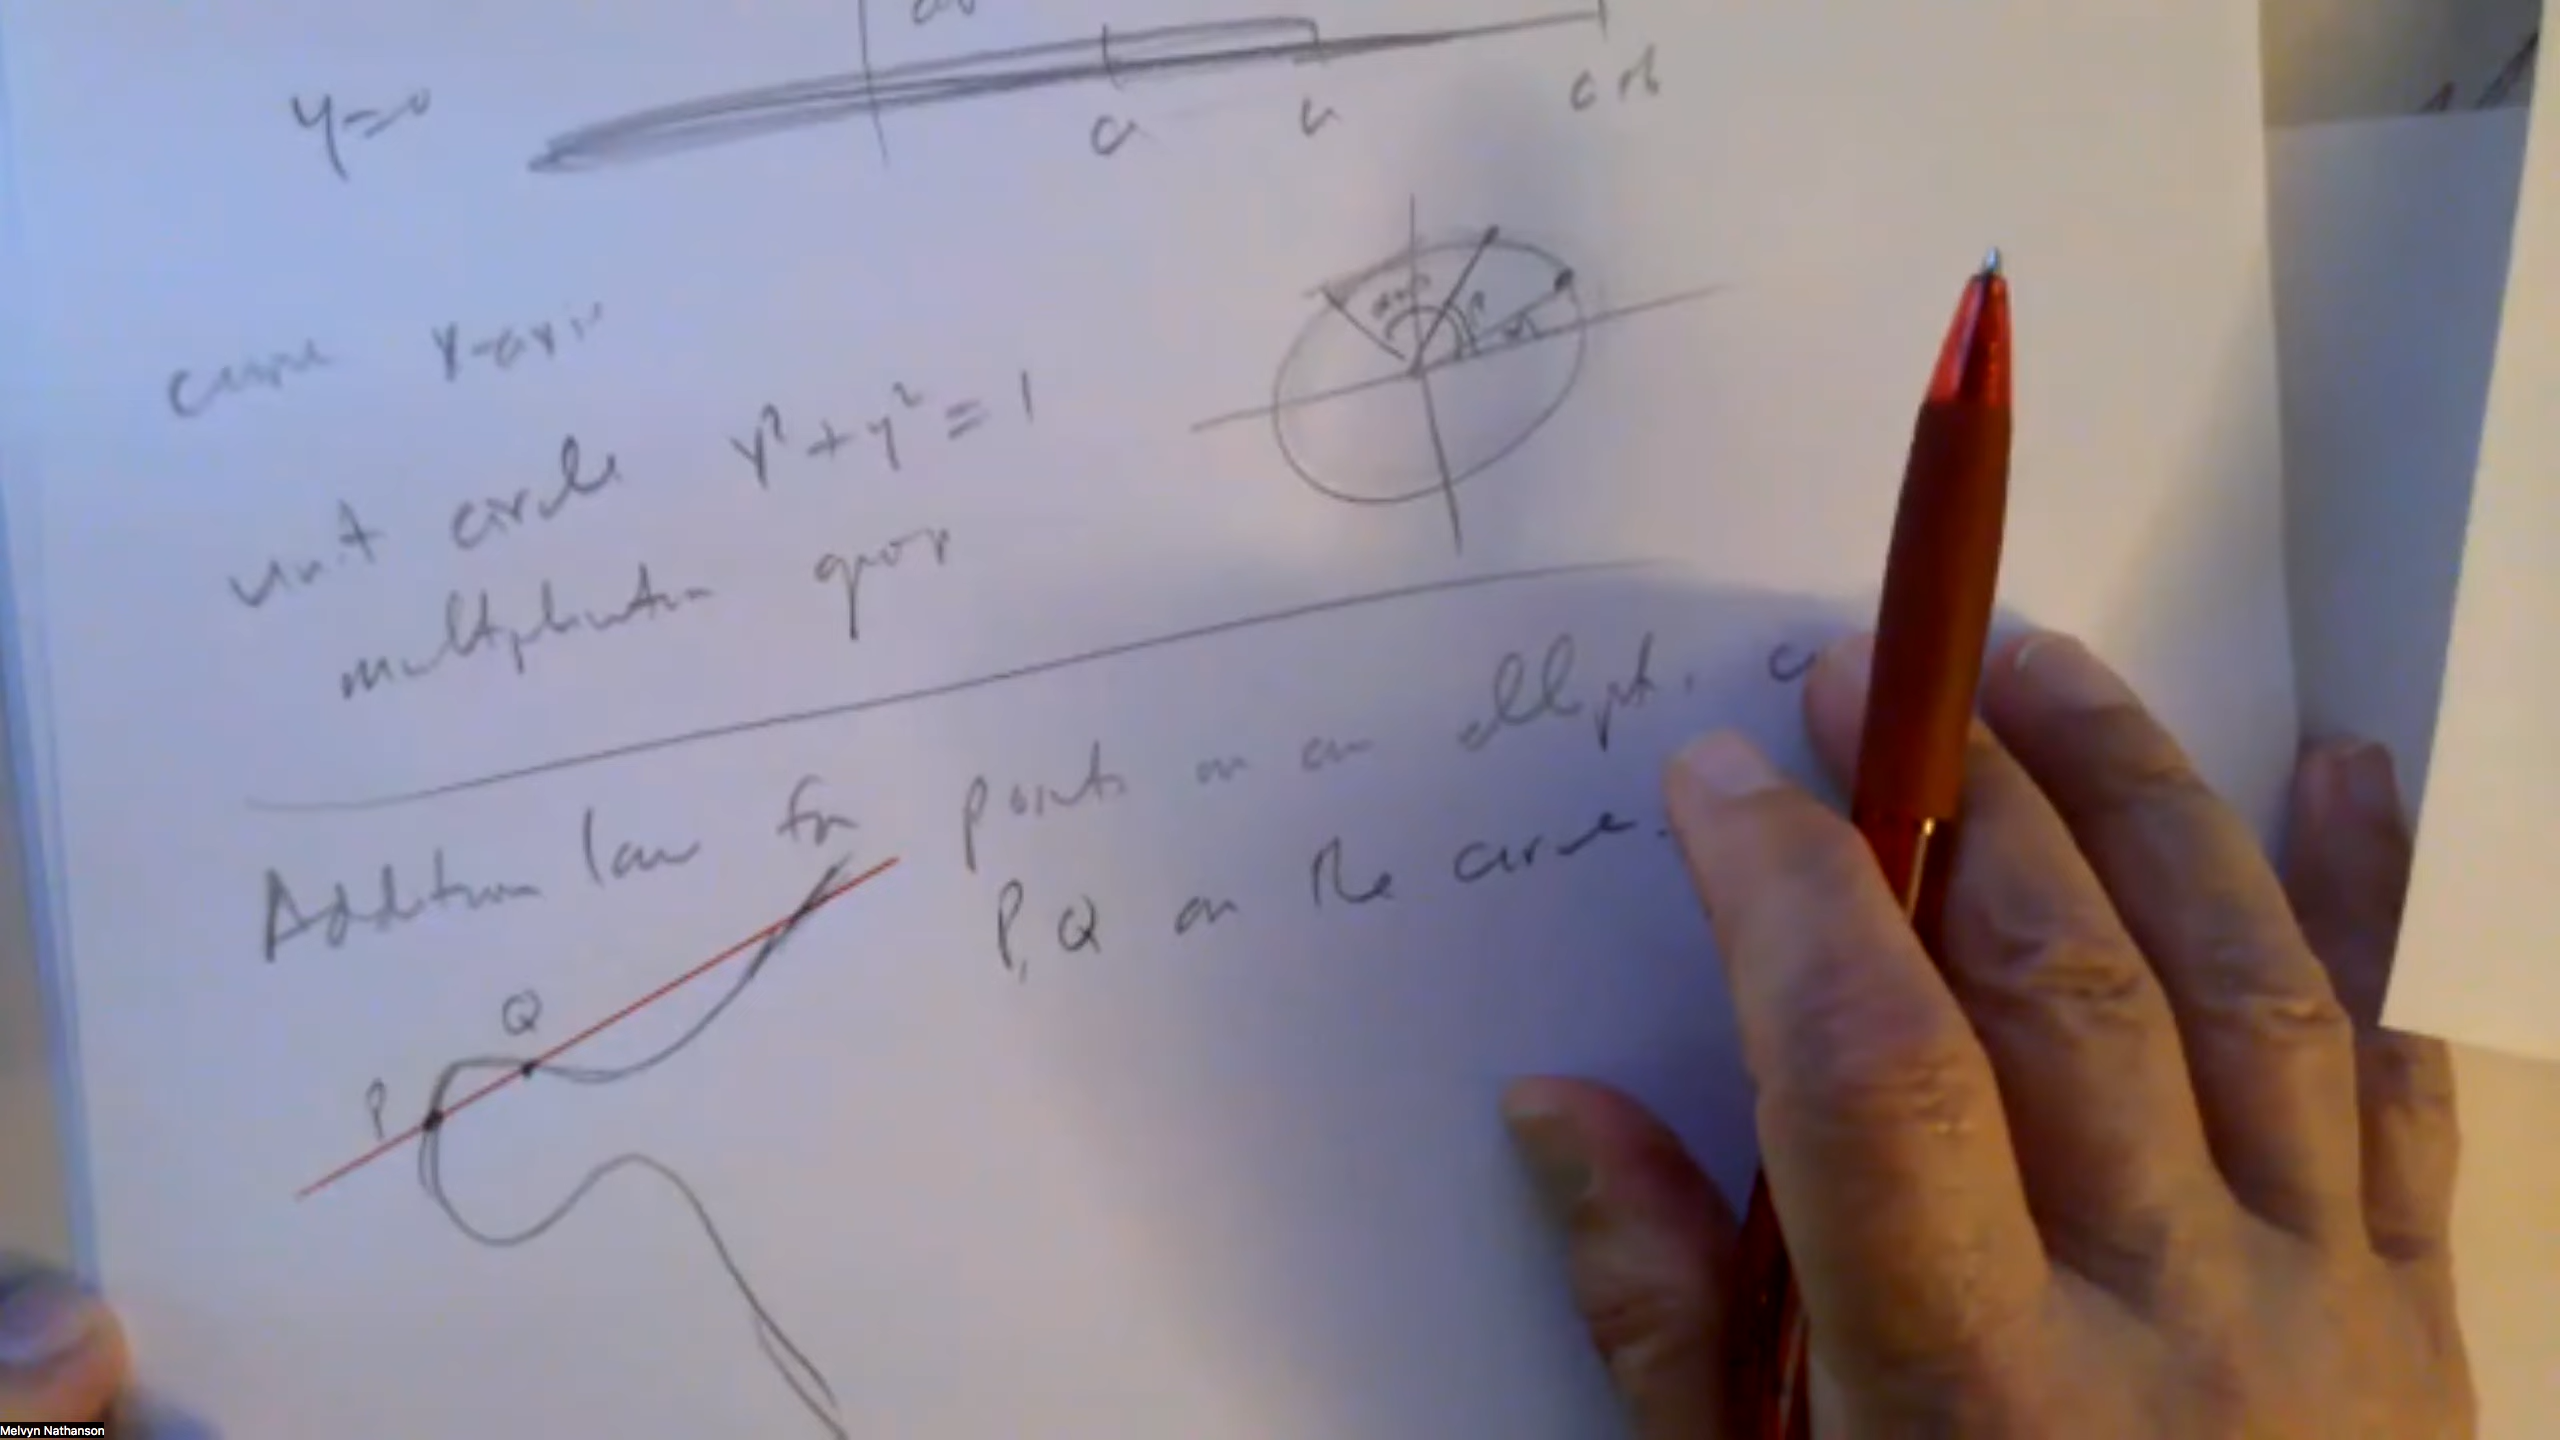 y=0
a
a+b
curve x-axis
unit circle x²+y²=1
multiplication group
α+β β α
Addition law for points on an elliptic c
P, Q on the curve.
Q
P
Melvyn Nathanson